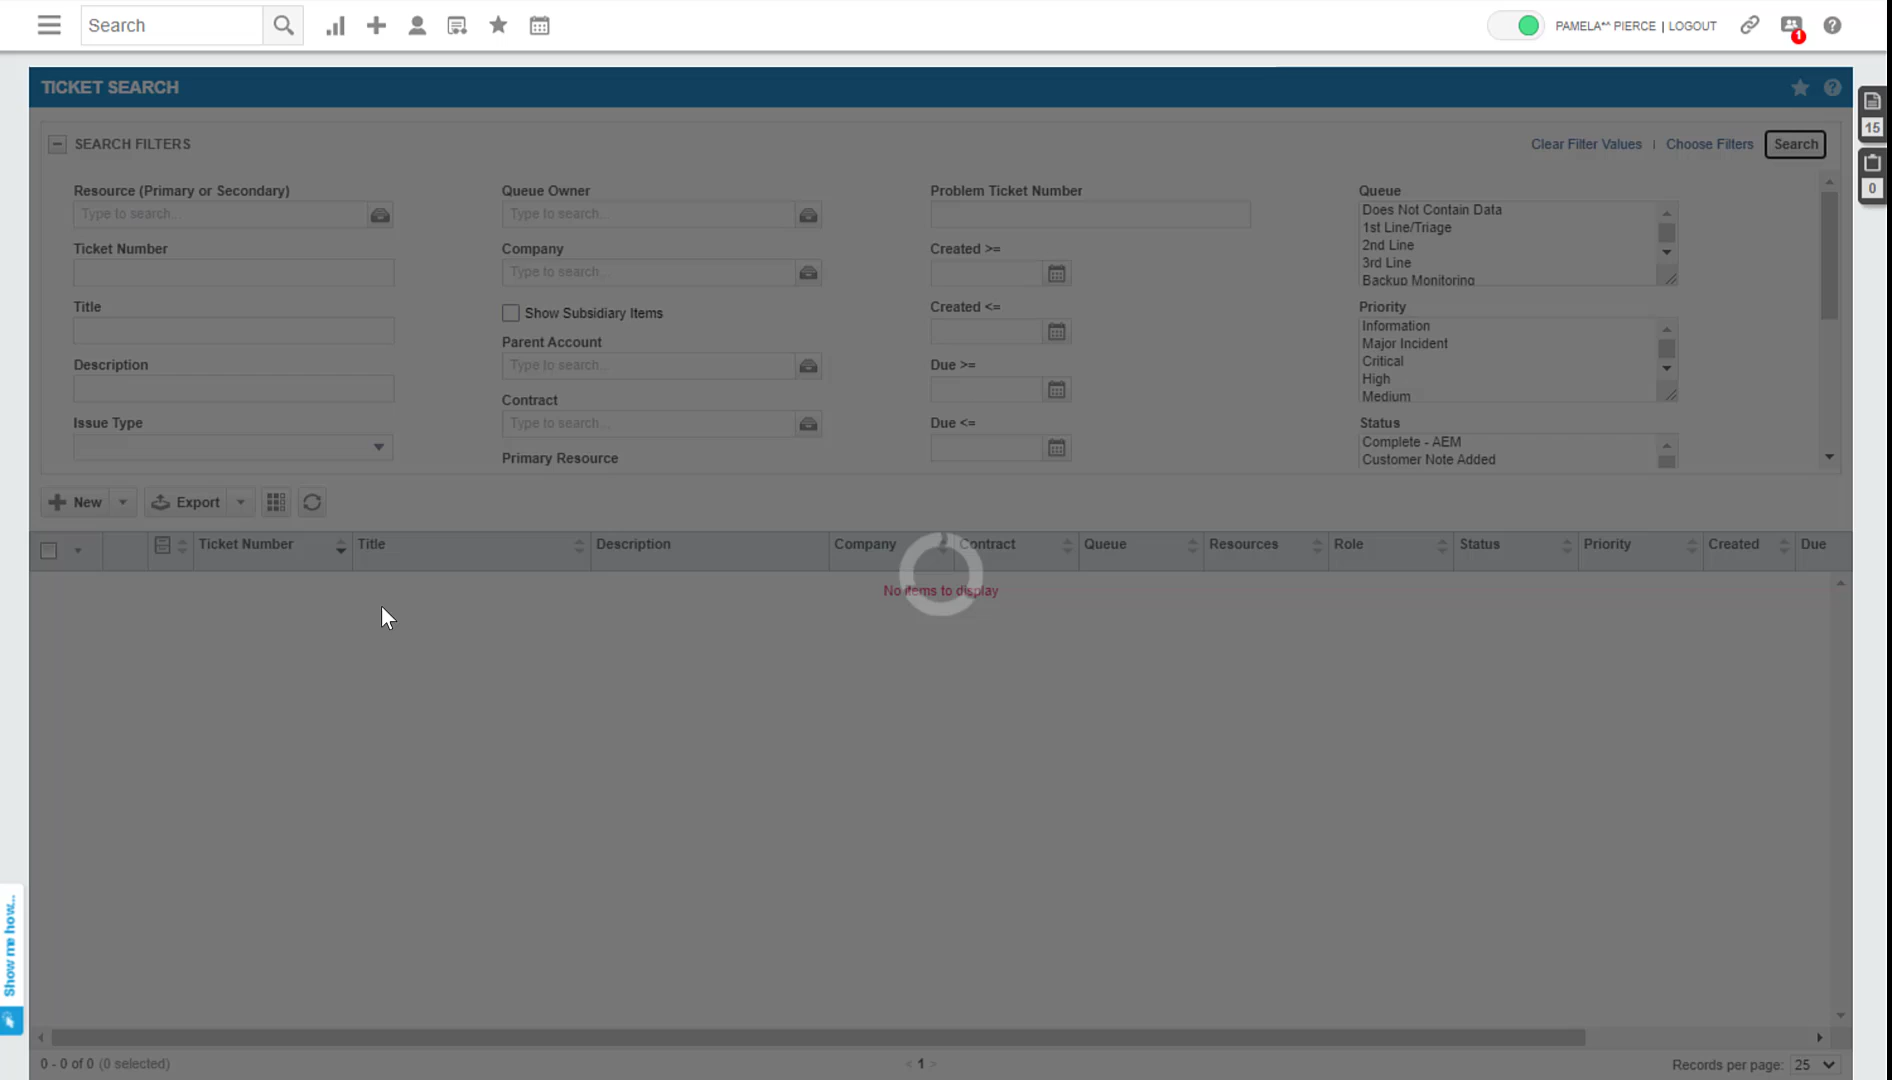 Search
PAMELA** PIERCE | LOGOUT
1
TICKET SEARCH
15
0
SEARCH FILTERS
Clear Filter Values | Choose Filters
Search
Resource (Primary or Secondary)
Type to search...
Ticket Number
Title
Description
Issue Type
Queue Owner
Type to search...
Company
Type to search...
Show Subsidiary Items
Parent Account
Type to search...
Contract
Type to search...
Primary Resource
Problem Ticket Number
Created >=
Created <=
Due >=
Due <=
Queue
Does Not Contain Data
1st Line/Triage
2nd Line
3rd Line
Backup Monitoring
Priority
Information
Major Incident
Critical
High
Medium
Status
Complete - AEM
Customer Note Added
New
Export
Ticket Number Title Description Company Contract Queue Resources Role Status Priority Created Due
No items to display
Show me how...
0 - 0 of 0 (0 selected)
< 1 >
Records per page: 25